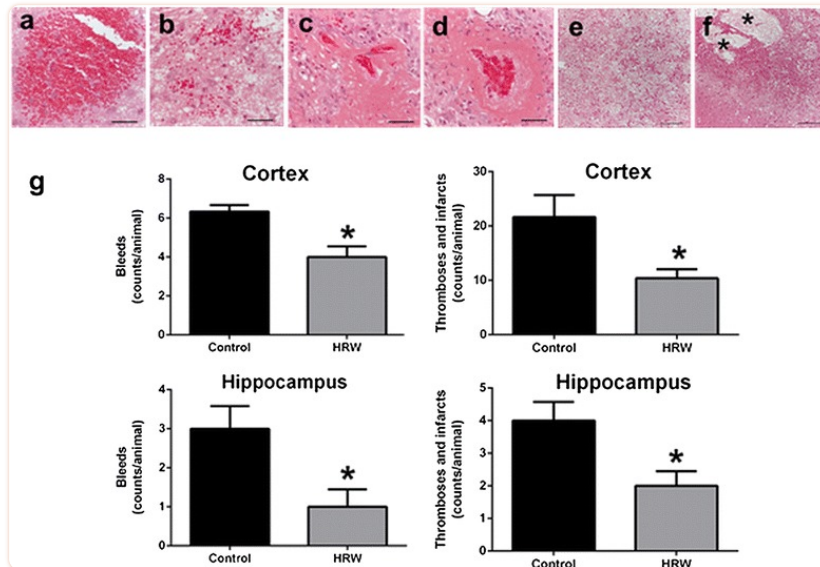 a b c d e f
* *
g
Cortex
Bleeds
(counts/animal)
8
6
4
2
0
*
Control HRW
Cortex
Thromboses and infarcts
(counts/animal)
30
20
10
0
*
Control HRW
Hippocampus
Bleeds
(counts/animal)
4
3
2
1
0
*
Control HRW
Hippocampus
Thromboses and infarcts
(counts/animal)
5
4
3
2
1
0
*
Control HRW